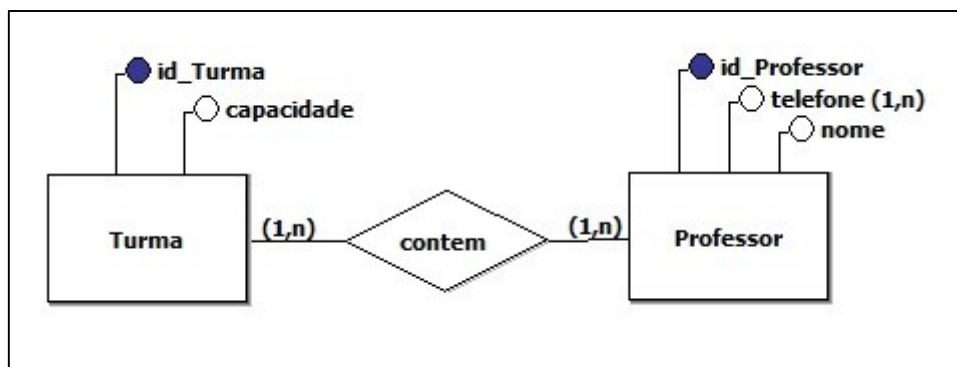 id_Turma
capacidade
Turma
(1,n)
contem
(1,n)
id_Professor
telefone (1,n)
nome
Professor